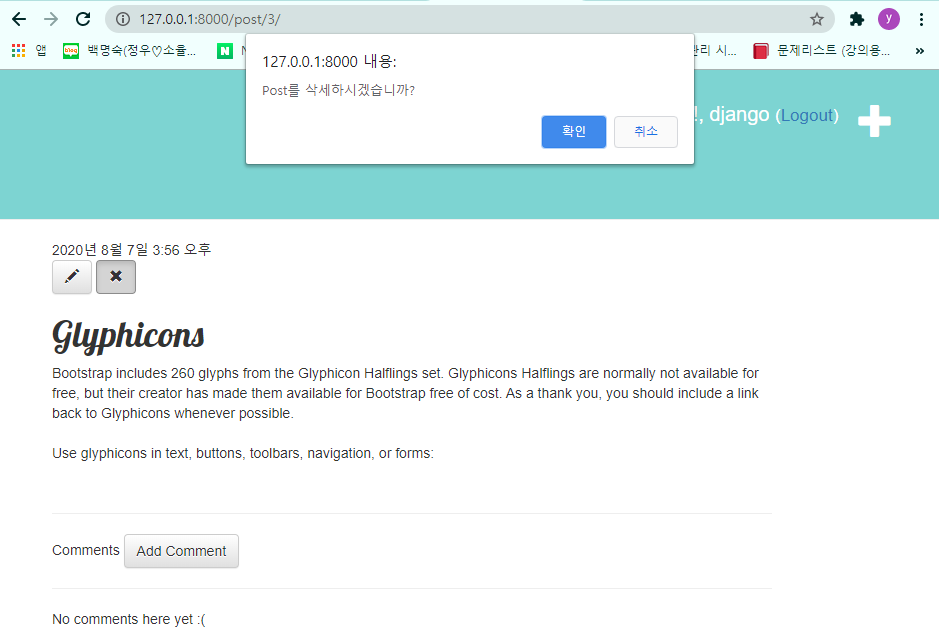 127.0.0.1:8000/post/3/
y
앱
blog
백명숙(정우♡소율...
N
관리 시...
문제리스트 (강의용...
»
127.0.0.1:8000 내용:
Post를 삭세하시겠습니까?
확인
취소
!, django (Logout)
2020년 8월 7일 3:56 오후
Glyphicons
Bootstrap includes 260 glyphs from the Glyphicon Halflings set. Glyphicons Halflings are normally not available for
free, but their creator has made them available for Bootstrap free of cost. As a thank you, you should include a link
back to Glyphicons whenever possible.
Use glyphicons in text, buttons, toolbars, navigation, or forms:
Comments
Add Comment
No comments here yet :(